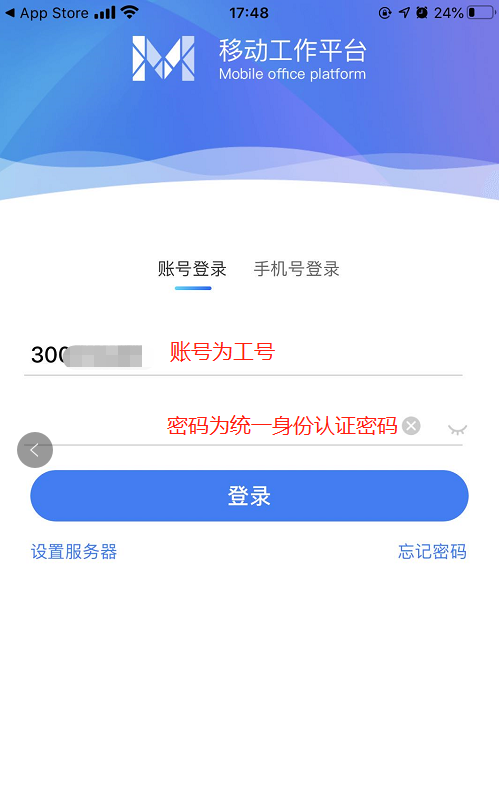 App Store 17:48 24%
移动工作平台
Mobile office platform
账号登录 手机号登录
300 账号为工号
密码为统一身份认证密码
登录
设置服务器 忘记密码